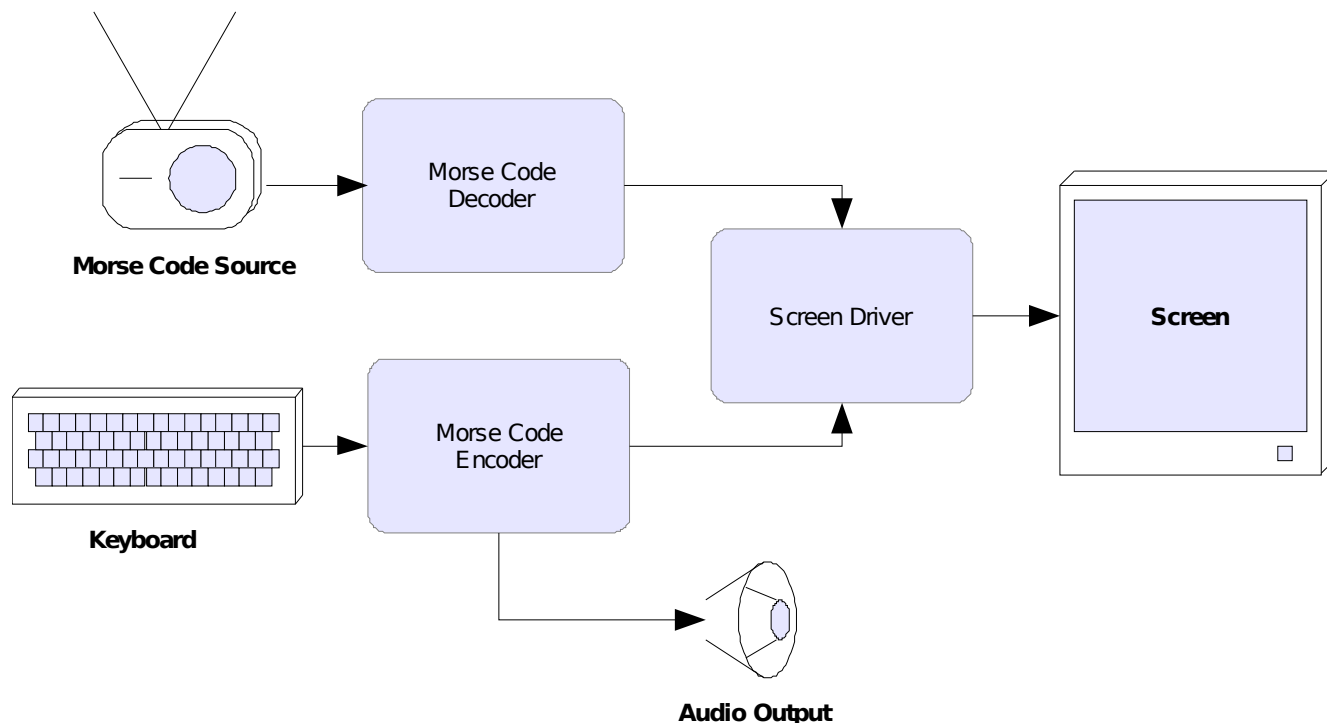 Morse Code
Decoder
Morse Code Source
Screen Driver
Screen
Morse Code
Encoder
Keyboard
Audio Output